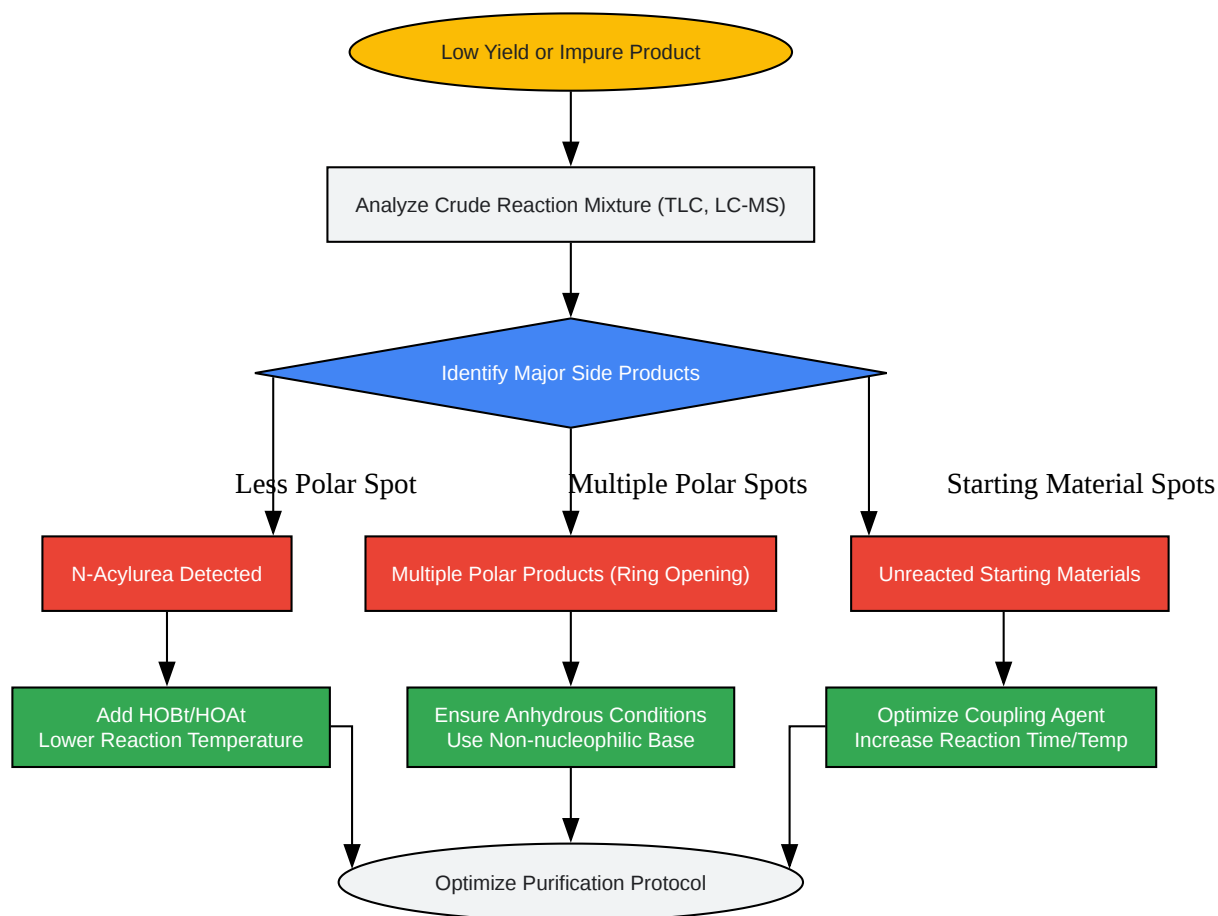 Low Yield or Impure Product
Analyze Crude Reaction Mixture (TLC, LC-MS)
Identify Major Side Products
Less Polar Spot
Multiple Polar Spots
Starting Material Spots
N-Acylurea Detected
Multiple Polar Products (Ring Opening)
Unreacted Starting Materials
Add HOBt/HOAt
Lower Reaction Temperature
Ensure Anhydrous Conditions
Use Non-nucleophilic Base
Optimize Coupling Agent
Increase Reaction Time/Temp
Optimize Purification Protocol